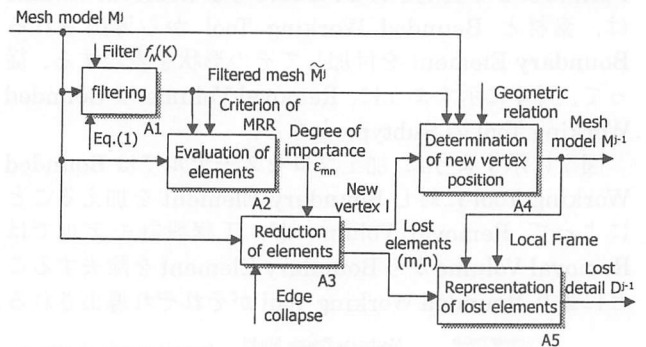 Mesh model Mʲ
Filter fₙ(K)
filtering
A1
Eq.(1)
Filtered mesh M̃ʲ
Criterion of
MRR
Evaluation of
elements
A2
Degree of
importance
εmn
Geometric
relation
Determination
of new vertex
position
A4
Mesh
model Mʲ⁻¹
New
vertex l
Reduction
of elements
A3
Edge
collapse
Lost
elements
(m,n)
Local Frame
Representation
of lost elements
A5
Lost
detail Dʲ⁻¹